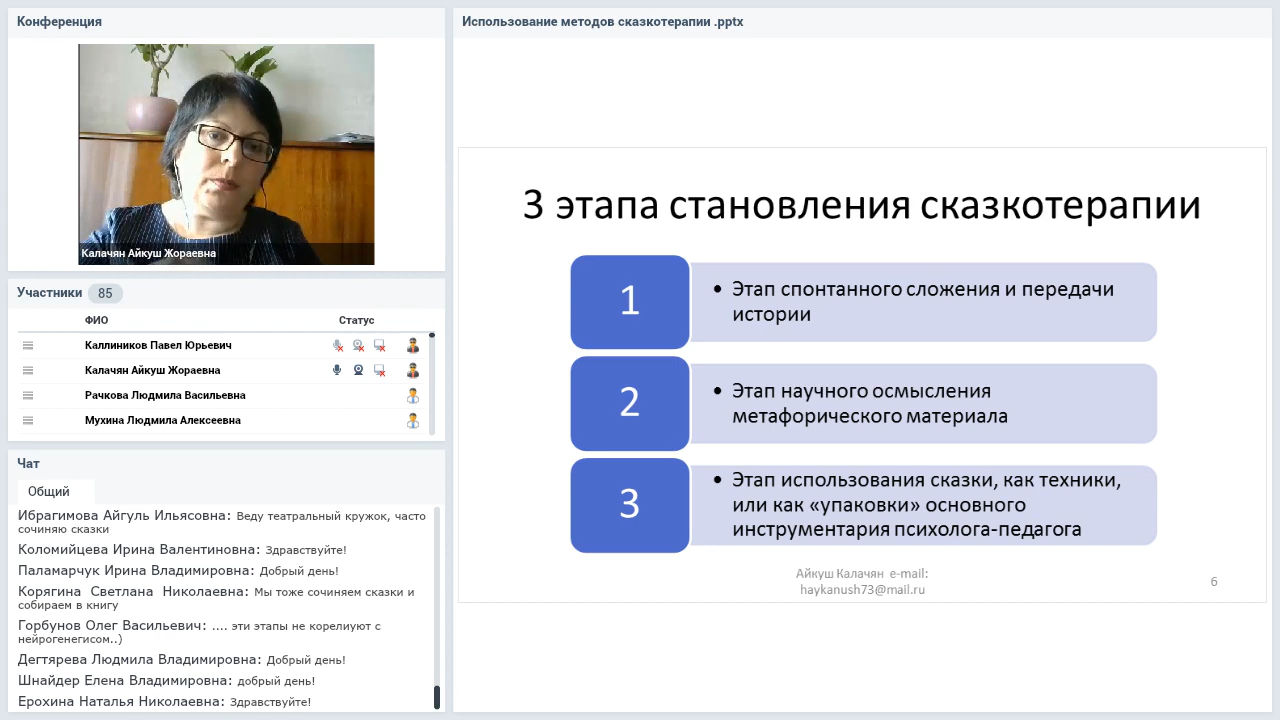 Конференция
Калачян Айкуш Жораевна
Участники 85
ФИО Статус
Каллиников Павел Юрьевич
Калачян Айкуш Жораевна
Рачкова Людмила Васильевна
Мухина Людмила Алексеевна
Чат
Общий
Ибрагимова Айгуль Ильясовна: Веду театральный кружок, часто
сочиняю сказки
Коломийцева Ирина Валентиновна: Здравствуйте!
Паламарчук Ирина Владимировна: Добрый день!
Корягина Светлана Николаевна: Мы тоже сочиняем сказки и
собираем в книгу
Горбунов Олег Васильевич: .... эти этапы не корелиуют с
нейрогенегисом..)
Дегтярева Людмила Владимировна: Добрый день!
Шнайдер Елена Владимировна: добрый день!
Ерохина Наталья Николаевна: Здравствуйте!
Использование методов сказкотерапии .pptx
3 этапа становления сказкотерапии
1
• Этап спонтанного сложения и передачи
истории
2
• Этап научного осмысления
метафорического материала
3
• Этап использования сказки, как техники,
или как «упаковки» основного
инструментария психолога-педагога
Айкуш Калачян e-mail:
haykanush73@mail.ru
6